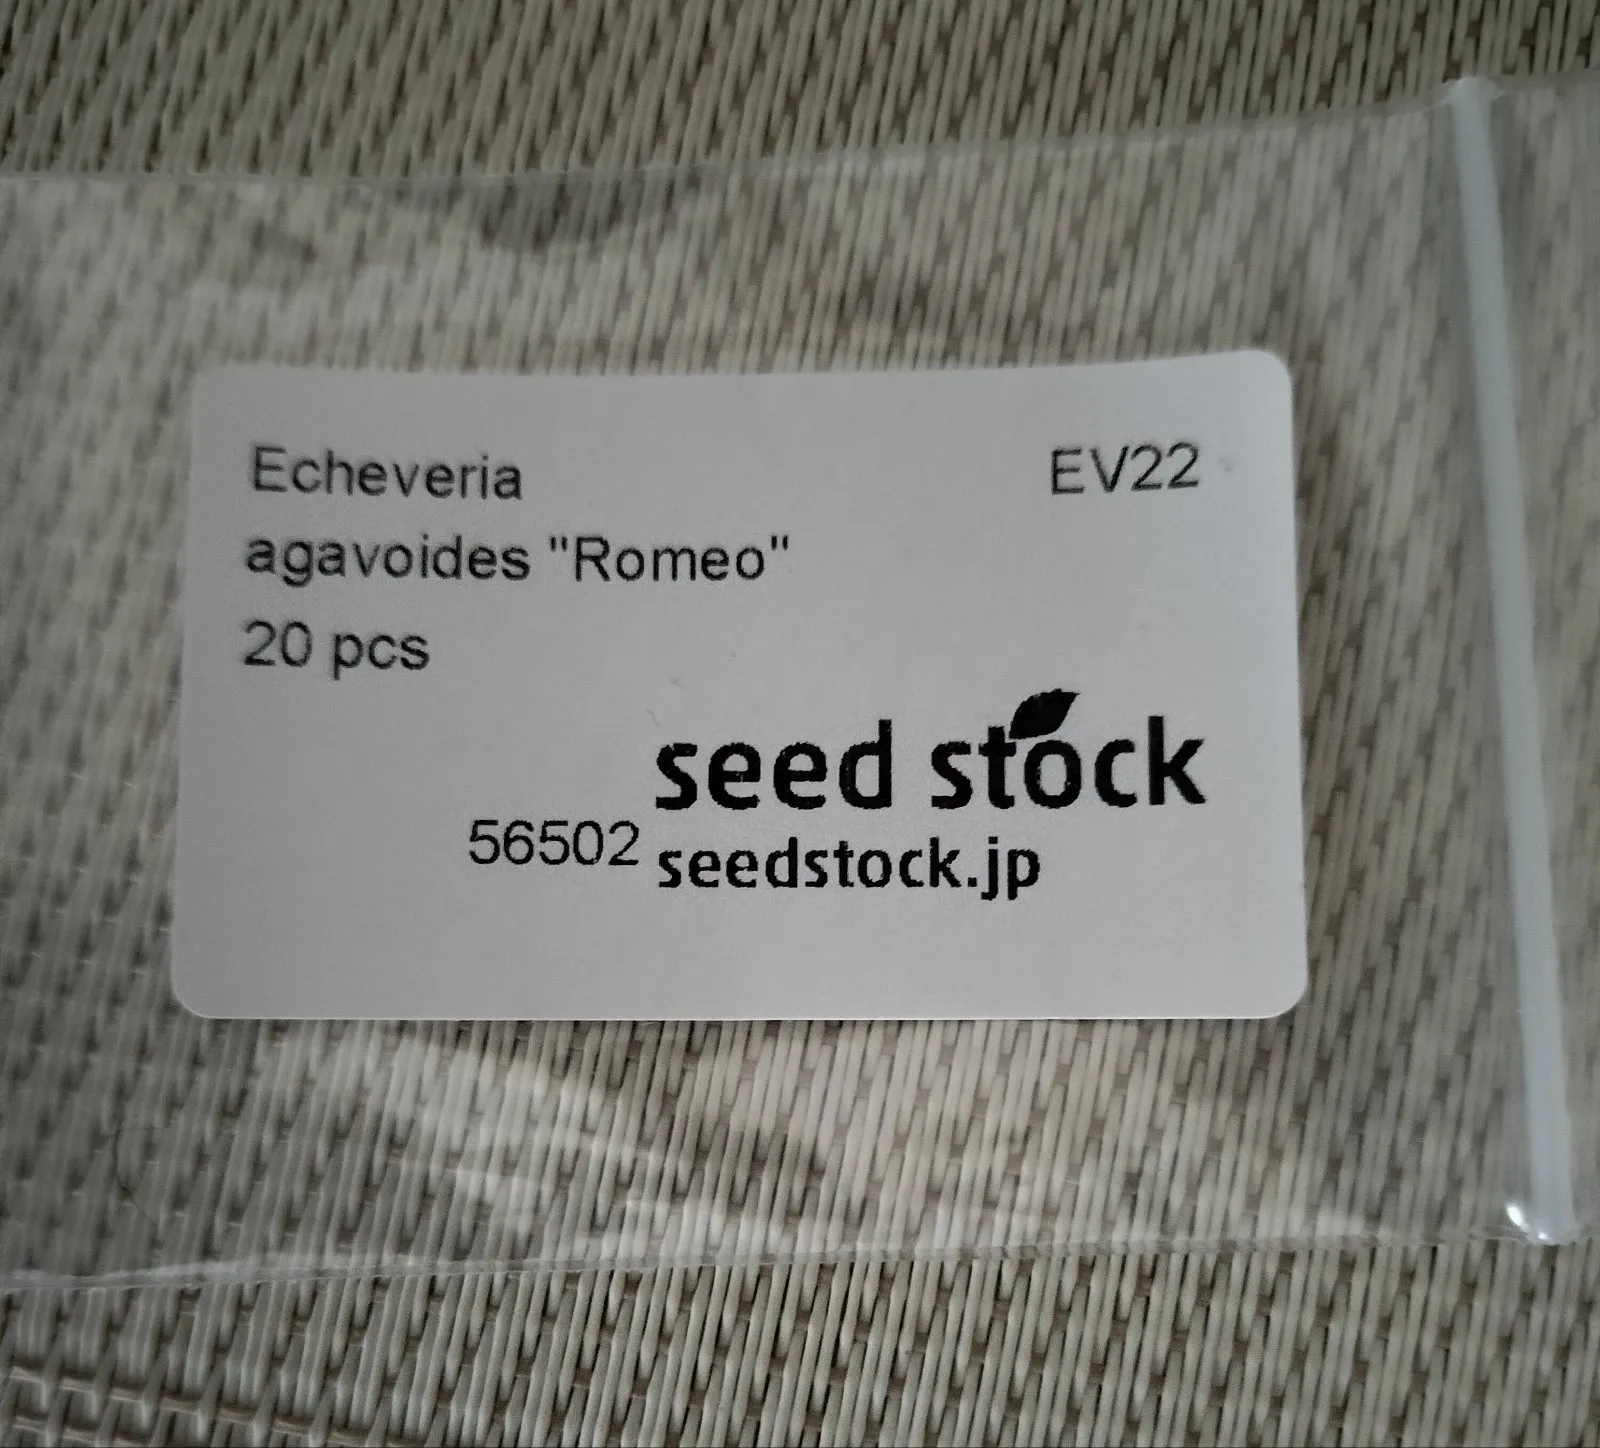 Echeveria EV22
agavoides "Romeo"
20 pcs
seed stock
56502 seedstock.jp